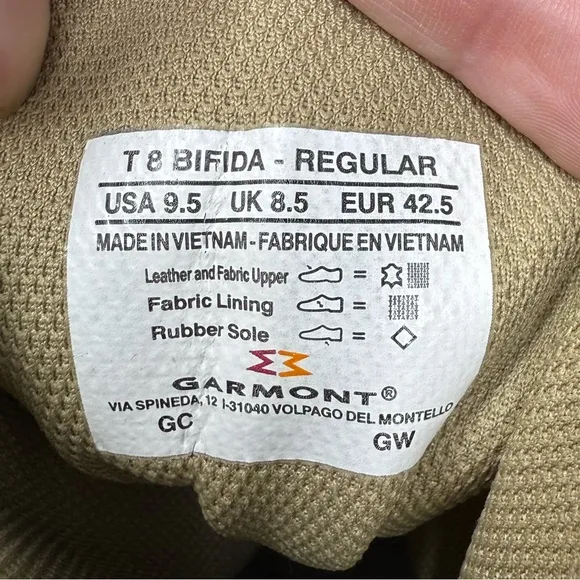 T 8 BIFIDA - REGULAR
USA 9.5 UK 8.5 EUR 42.5
MADE IN VIETNAM-FABRIQUE EN VIETNAM
Leather and Fabric Upper =
Fabric Lining =
Rubber Sole =
GARMONT®
VIA SPINEDA, 12 I-31040 VOLPAGO DEL MONTELLO
GC GW